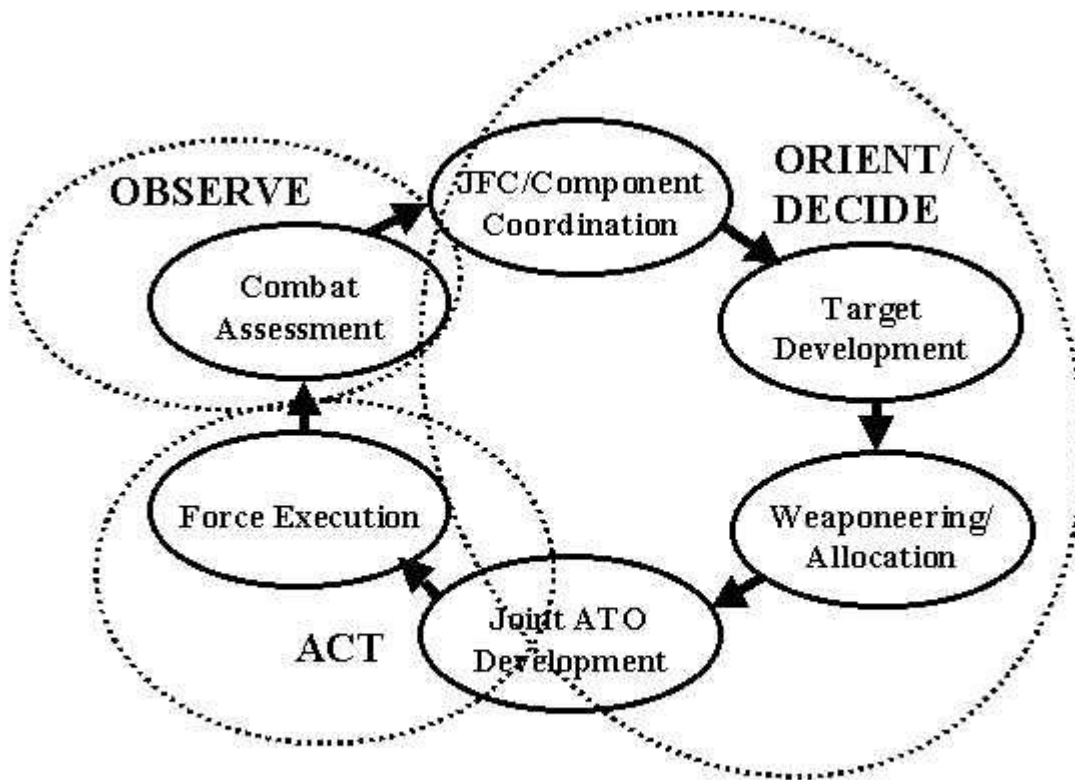 OBSERVE
JFC/Component
Coordination
ORIENT/
DECIDE
Combat
Assessment
Target
Development
Force Execution
Weaponeering/
Allocation
ACT
Joint ATO
Development